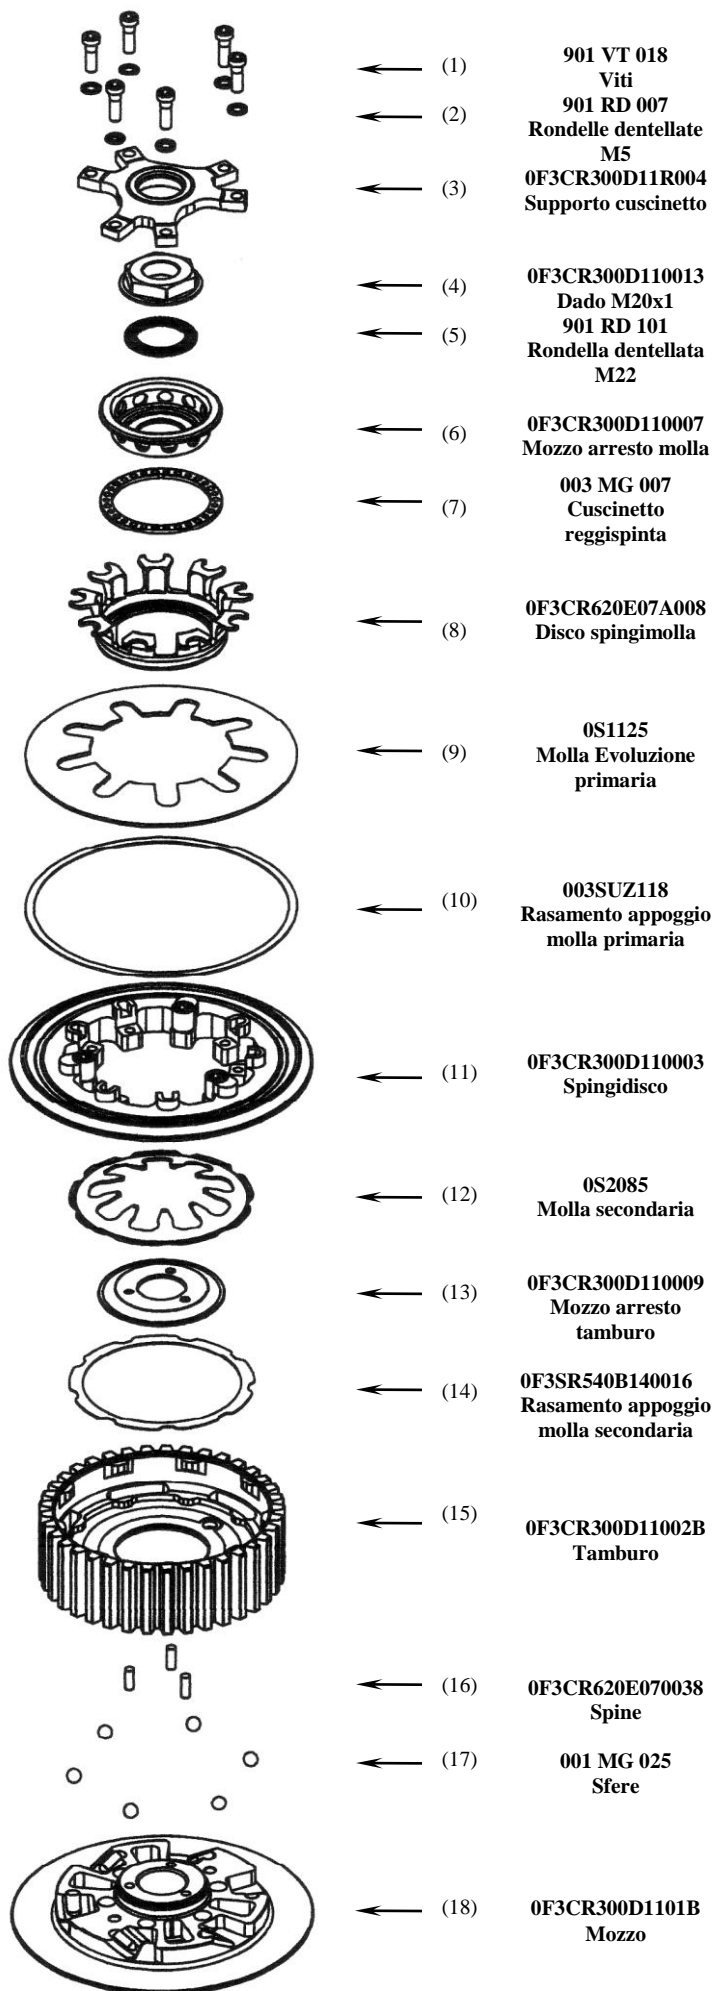 (1)
901 VT 018
Viti
(2)
901 RD 007
Rondelle dentellate
M5
(3)
0F3CR300D11R004
Supporto cuscinetto
(4)
0F3CR300D110013
Dado M20x1
(5)
901 RD 101
Rondella dentellata
M22
(6)
0F3CR300D110007
Mozzo arresto molla
(7)
003 MG 007
Cuscinetto
reggispinta
(8)
0F3CR620E07A008
Disco spingimolla
(9)
0S1125
Molla Evoluzione
primaria
(10)
003SUZ118
Rasamento appoggio
molla primaria
(11)
0F3CR300D110003
Spingidisco
(12)
0S2085
Molla secondaria
(13)
0F3CR300D110009
Mozzo arresto
tamburo
(14)
0F3SR540B140016
Rasamento appoggio
molla secondaria
(15)
0F3CR300D11002B
Tamburo
(16)
0F3CR620E070038
Spine
(17)
001 MG 025
Sfere
(18)
0F3CR300D1101B
Mozzo